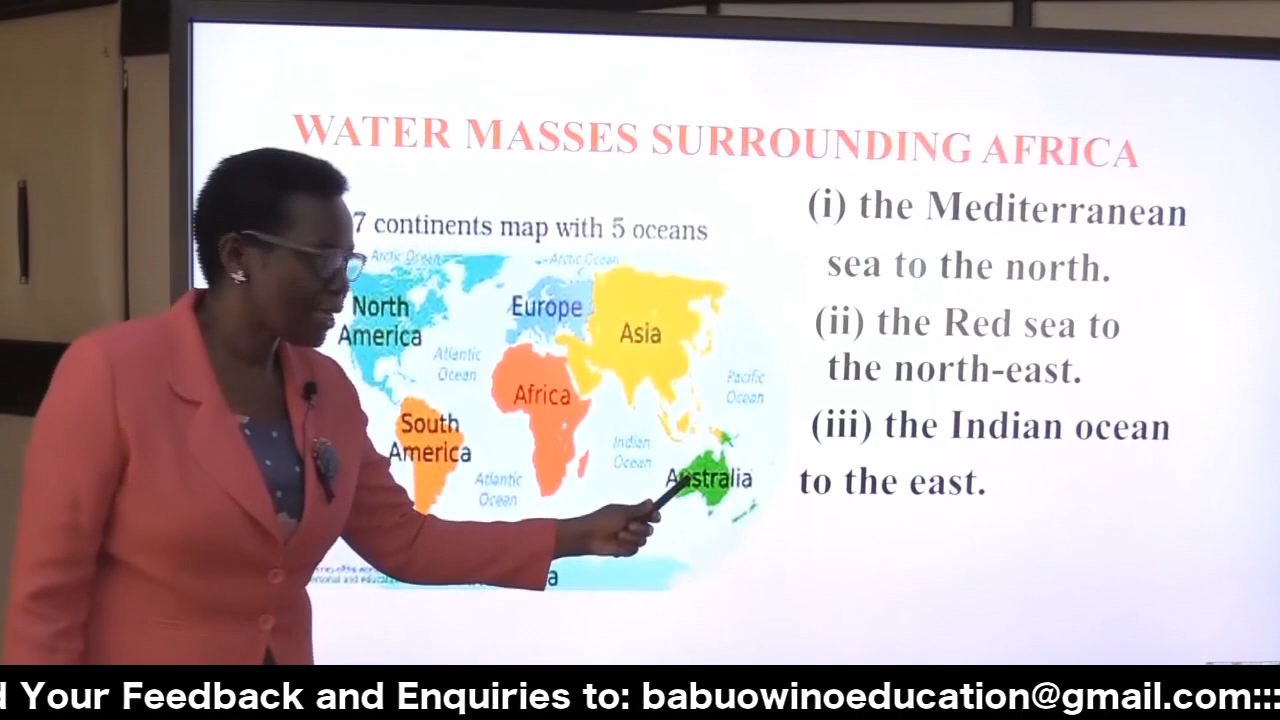 WATER MASSES SURROUNDING AFRICA
7 continents map with 5 oceans
Arctic Ocean
Arctic Ocean
North
America
Europe
Asia
Atlantic
Ocean
Pacific
Ocean
Africa
South
America
Indian
Ocean
Australia
Atlantic
Ocean
(i) the Mediterranean
sea to the north.
(ii) the Red sea to
the north-east.
(iii) the Indian ocean
to the east.
Your Feedback and Enquiries to: babuowinoeducation@gmail.com:::